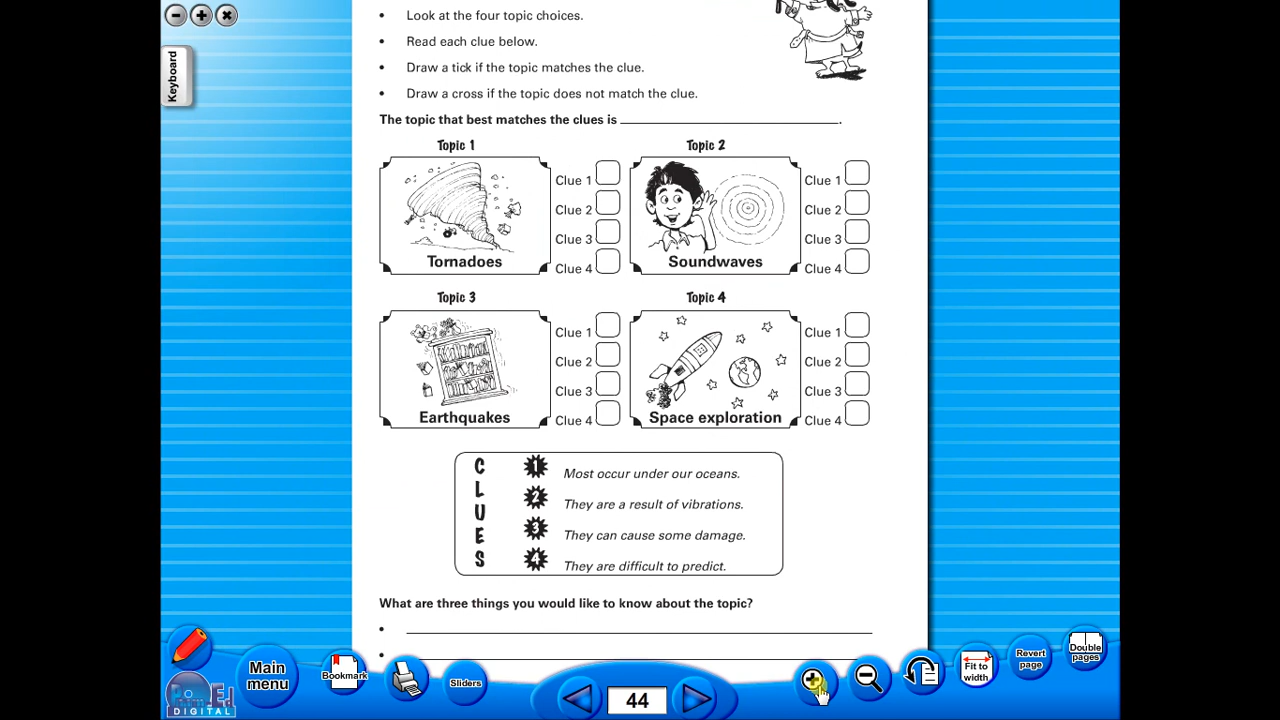 Keyboard
• Look at the four topic choices.
• Read each clue below.
• Draw a tick if the topic matches the clue.
• Draw a cross if the topic does not match the clue.
The topic that best matches the clues is ______________________________.
Topic 1
Tornadoes
Clue 1
Clue 2
Clue 3
Clue 4
Topic 2
Soundwaves
Clue 1
Clue 2
Clue 3
Clue 4
Topic 3
Earthquakes
Clue 1
Clue 2
Clue 3
Clue 4
Topic 4
Space exploration
Clue 1
Clue 2
Clue 3
Clue 4
CLUES
1 Most occur under our oceans.
2 They are a result of vibrations.
3 They can cause some damage.
4 They are difficult to predict.
What are three things you would like to know about the topic?
Main
menu
Bookmark
Sliders
44
Fit to
width
Revert
page
Double
pages
DIGITAL